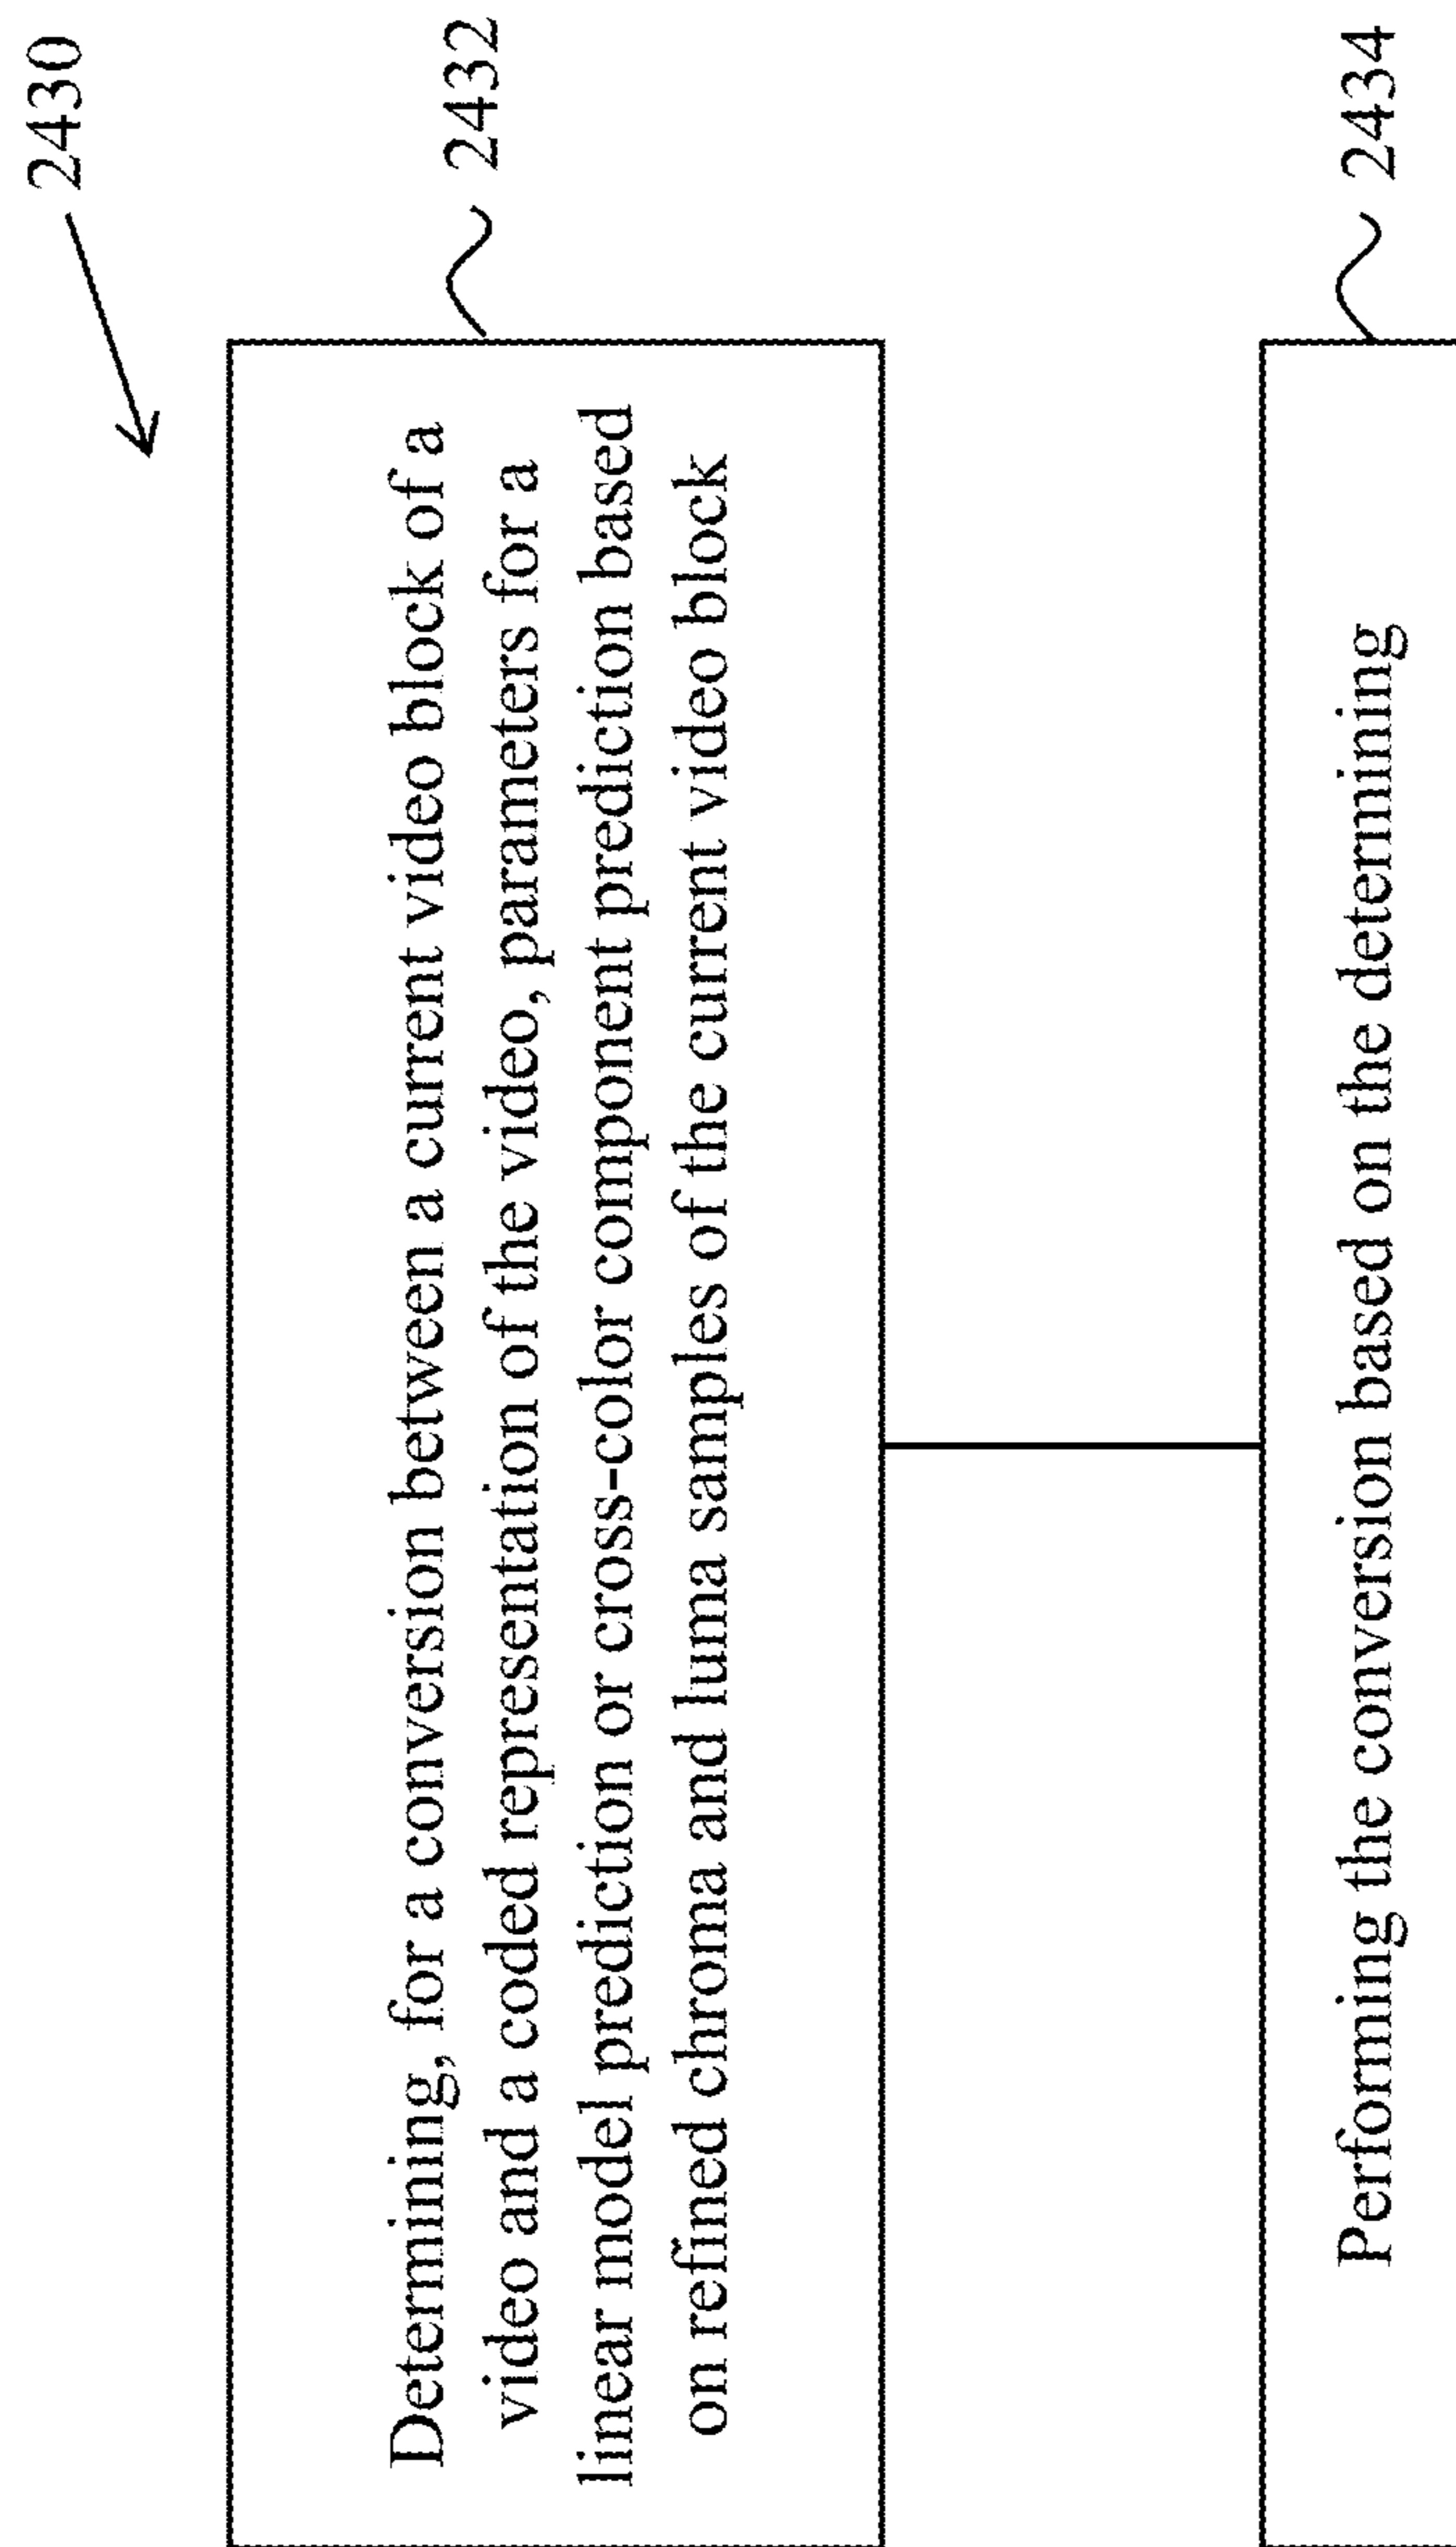 2430
Determining, for a conversion between a current video block of a
video and a coded representation of the video, parameters for a
linear model prediction or cross-color component prediction based
on refined chroma and luma samples of the current video block
2432
Performing the conversion based on the determining
2434